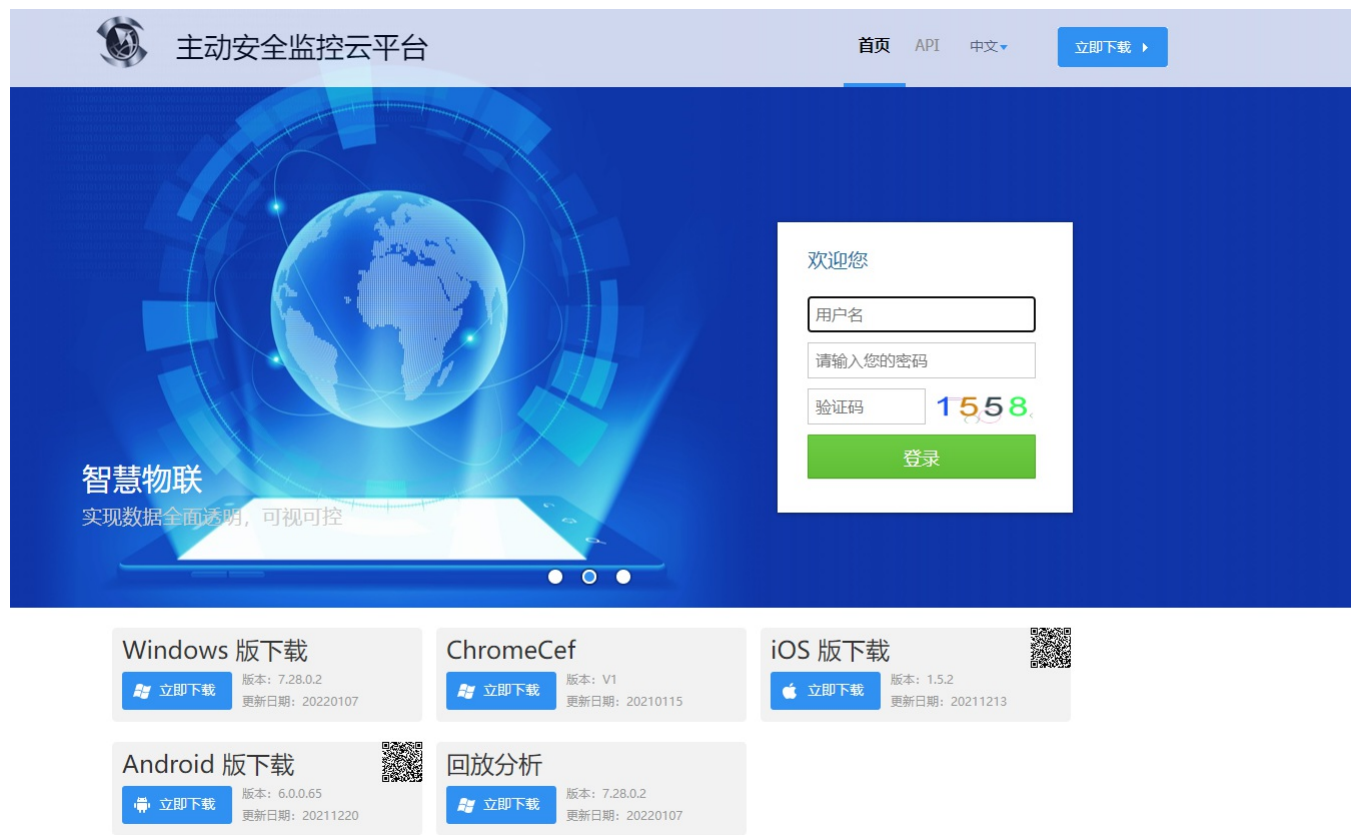 主动安全监控云平台
首页 API 中文 立即下载
欢迎您
用户名
请输入您的密码
验证码 1558
登录
智慧物联
实现数据全面透明，可视可控
Windows 版下载
立即下载
版本：7.28.0.2
更新日期：20220107
ChromeCef
立即下载
版本：V1
更新日期：20210115
iOS 版下载
立即下载
版本：1.5.2
更新日期：20211213
Android 版下载
立即下载
版本：6.0.0.65
更新日期：20211220
回放分析
立即下载
版本：7.28.0.2
更新日期：20220107